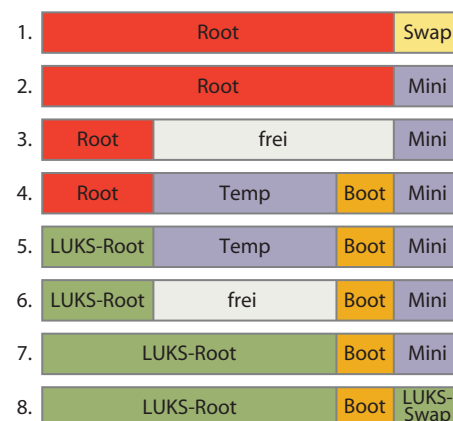 1. Root Swap
2. Root Mini
3. Root frei Mini
4. Root Temp Boot Mini
5. LUKS-Root Temp Boot Mini
6. LUKS-Root frei Boot Mini
7. LUKS-Root Boot Mini
8. LUKS-Root Boot LUKS-
Swap